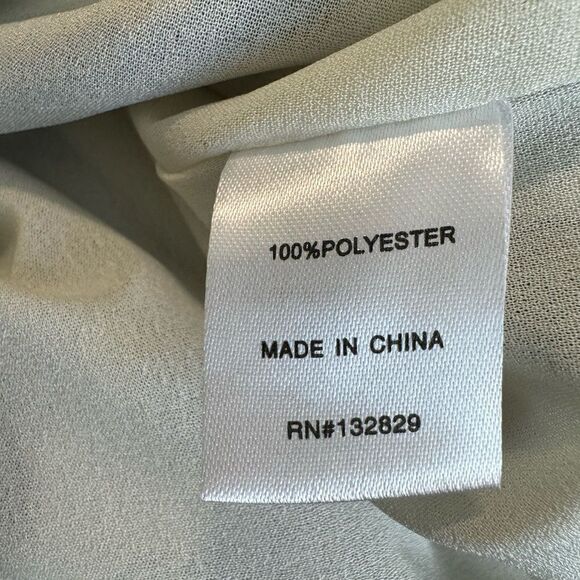 100%POLYESTER
MADE IN CHINA
RN#132829